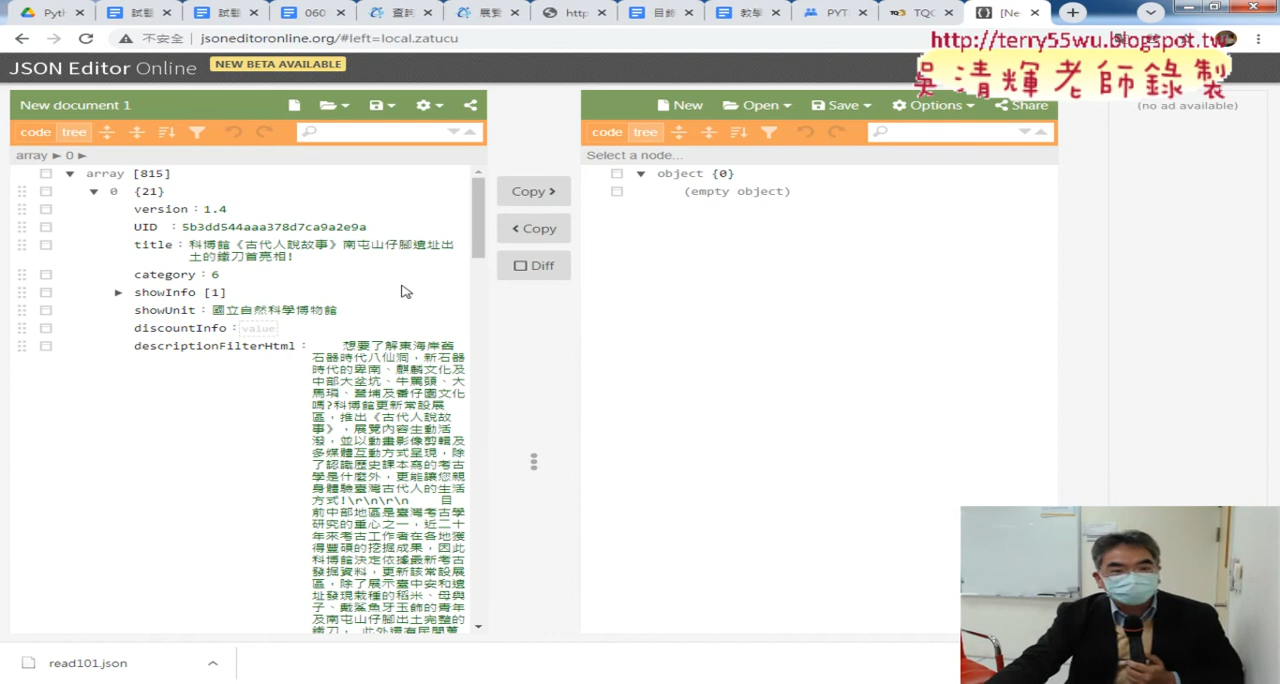 Pyth
試題
試題
060
查詢
展覽
http
目錄
教學
PYT
TQC
[Ne
不安全 | jsoneditoronline.org/#left=local.zatucu
http://terry55wu.blogspot.tw
吳清輝老師錄製
JSON Editor Online NEW BETA AVAILABLE
New document 1
New Open Save Options Share
(no ad available)
code tree
code tree
array ► 0 ►
Select a node...
array [815]
0 {21}
version : 1.4
UID : 5b3dd544aaa378d7ca9a2e9a
title : 科博館《古代人說故事》南屯山仔腳遺址出
土的鐵刀首亮相!
category : 6
showInfo [1]
showUnit : 國立自然科學博物館
discountInfo : value
descriptionFilterHtml : 想要了解東海岸舊
石器時代八仙洞，新石器
時代的卑南、麒麟文化及
中部大坌坑、牛罵頭、大
馬璘、營埔及番仔園文化
嗎?科博館更新常設展
區，推出《古代人說故
事》，展覽內容生動活
潑，並以動畫影像剪輯及
多媒體互動方式呈現，除
了認識歷史課本寫的考古
學是什麼外，更能讓您親
身體驗臺灣古代人的生活
方式!\r\n\r\n 目
前中部地區是臺灣考古學
研究的重心之一，近二十
年來考古工作者在各地獲
得豐碩的挖掘成果，因此
科博館決定依據最新考古
發掘資料，更新該常設展
區，除了展示臺中安和遺
址發現栽種的稻米、母與
子、戴鯊魚牙玉飾的青年
及南屯山仔腳出土完整的
鐵刀，此外還有民間薰
Copy >
< Copy
Diff
object {0}
(empty object)
read101.json